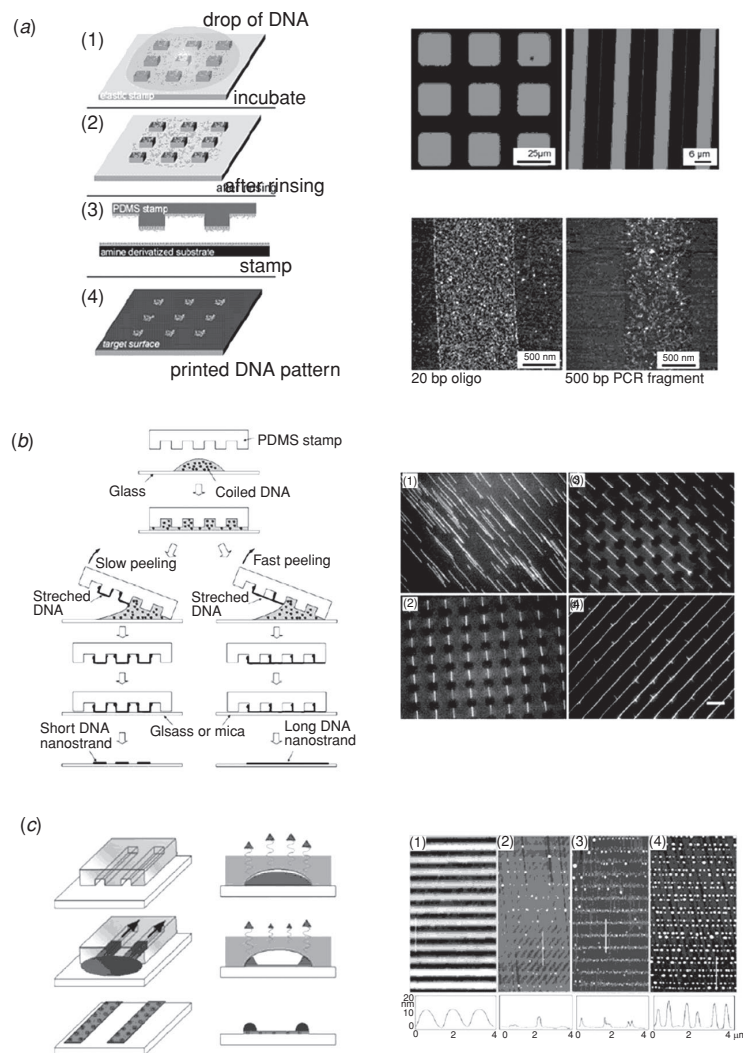 (a)
drop of DNA
(1)
elastic stamp
incubate
(2)
after rinsing
after rinsing
(3)
PDMS stamp
amine derivatized substrate
stamp
(4)
target surface
printed DNA pattern
25µm
6 µm
500 nm
500 nm
20 bp oligo
500 bp PCR fragment
(b)
PDMS stamp
Glass
Coiled DNA
Slow peeling
Fast peeling
Streched
DNA
Streched
DNA
Glsass or mica
Short DNA
nanostrand
Long DNA
nanostrand
(1)
(2)
(c)
(1)
(2)
(3)
(4)
20
nm
10
0
0 2 4
0 2 4
0 2 4
0 2 4 µm